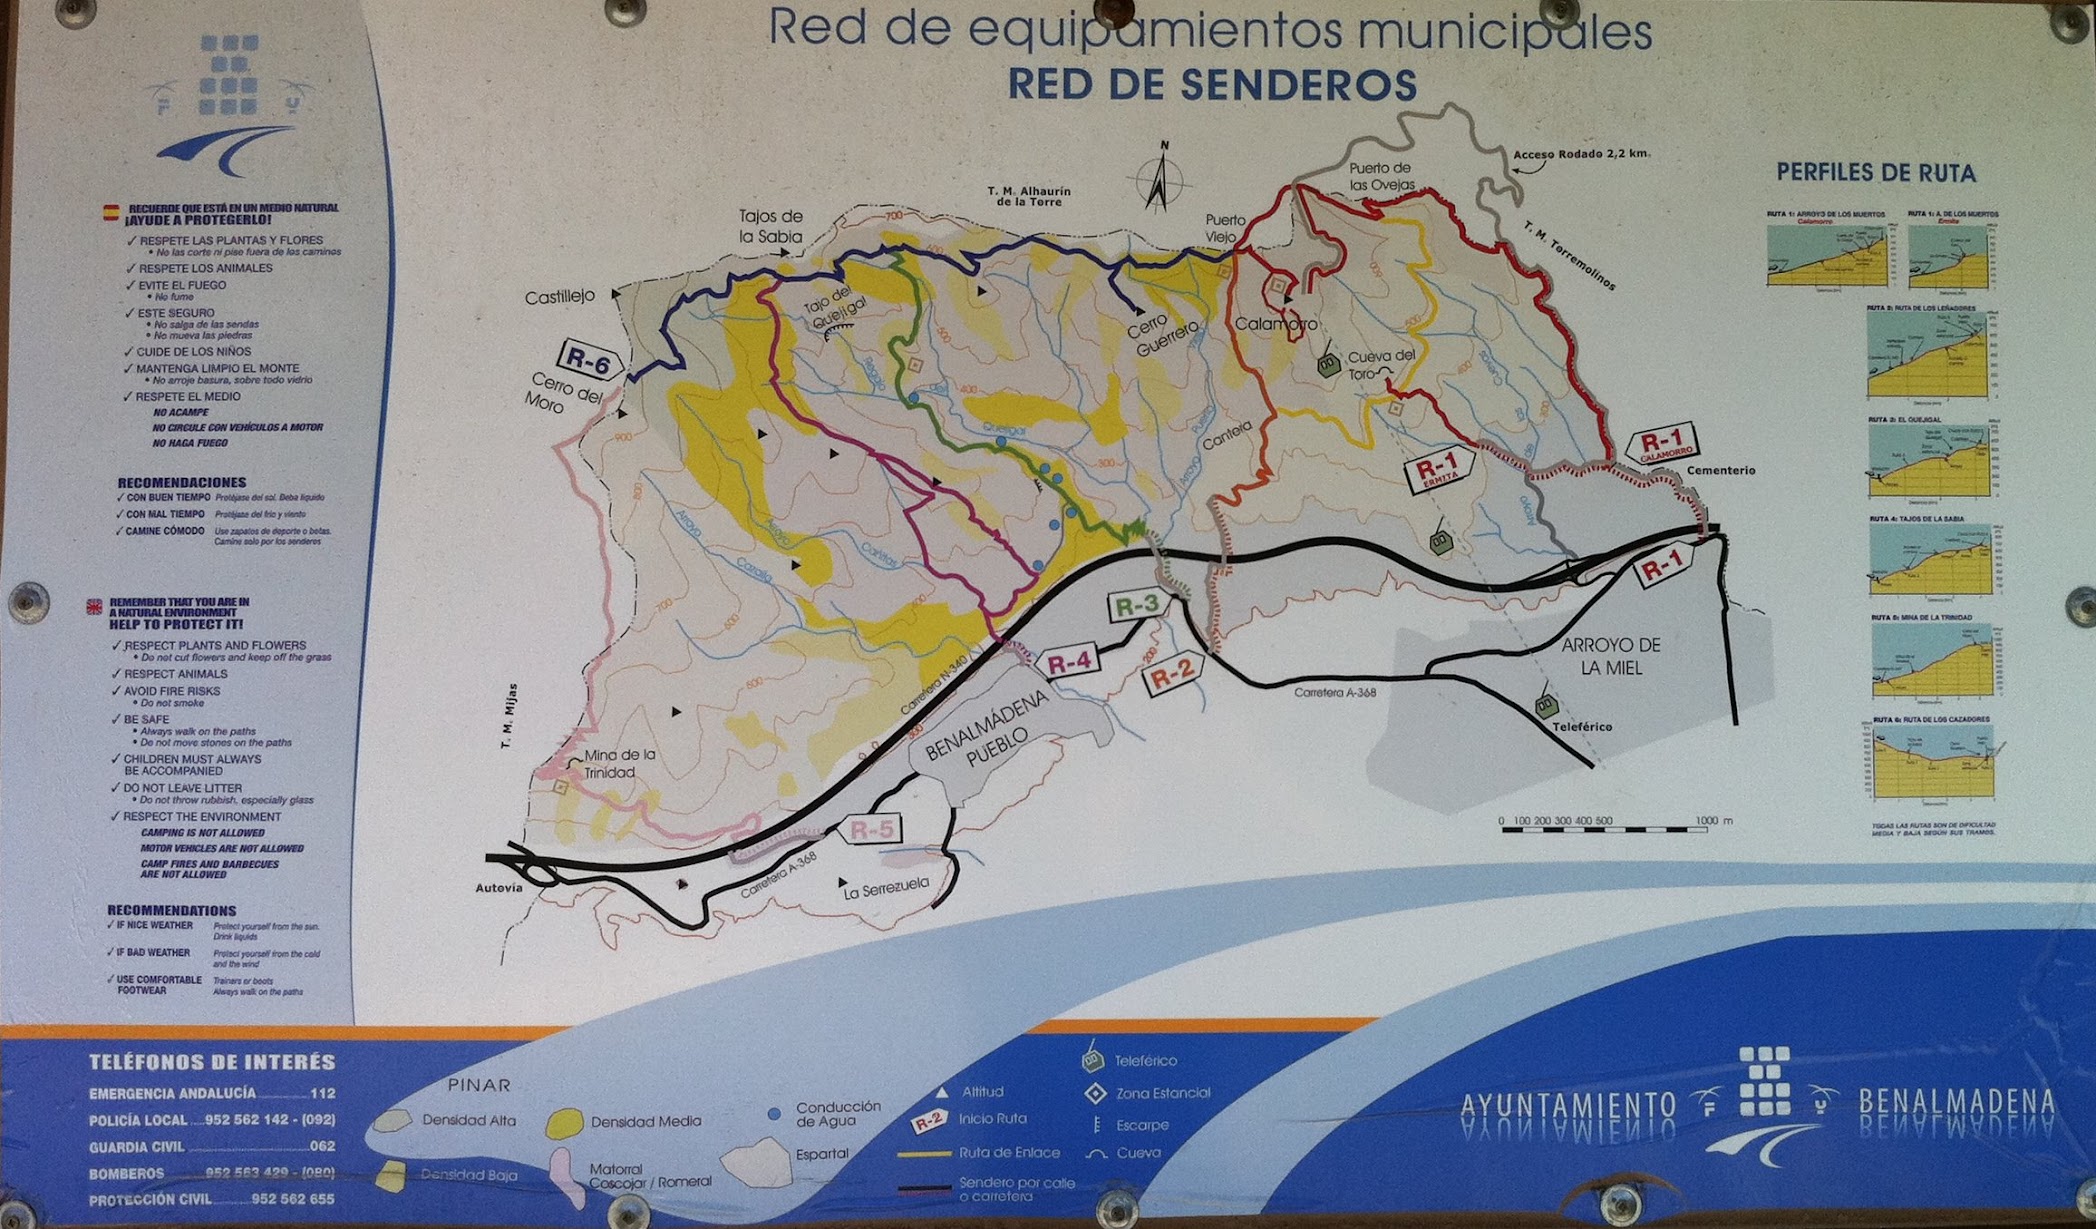 Red de equipamientos municipales
RED DE SENDEROS
RECUERDE QUE ESTÁ EN UN MEDIO NATURAL
¡AYUDE A PROTEGERLO!
✓ RESPETE LAS PLANTAS Y FLORES
• No las corte ni pise fuera de los caminos
✓ RESPETE LOS ANIMALES
✓ EVITE EL FUEGO
• No fume
✓ ESTE SEGURO
• No salga de las sendas
• No mueva las piedras
✓ CUIDE DE LOS NIÑOS
✓ MANTENGA LIMPIO EL MONTE
• No arroje basura, sobre todo vidrio
✓ RESPETE EL MEDIO
NO ACAMPE
NO CIRCULE CON VEHÍCULOS A MOTOR
NO HAGA FUEGO
RECOMENDACIONES
✓ CON BUEN TIEMPO Protéjase del sol. Beba líquido
✓ CON MAL TIEMPO Protéjase del frío y viento
✓ CAMINE CÓMODO Use zapatos de deporte o botas.
Camine solo por los senderos
REMEMBER THAT YOU ARE IN
A NATURAL ENVIRONMENT
HELP TO PROTECT IT!
✓ RESPECT PLANTS AND FLOWERS
• Do not cut flowers and keep off the grass
✓ RESPECT ANIMALS
✓ AVOID FIRE RISKS
• Do not smoke
✓ BE SAFE
• Always walk on the paths
• Do not move stones on the paths
✓ CHILDREN MUST ALWAYS
BE ACCOMPANIED
✓ DO NOT LEAVE LITTER
• Do not throw rubbish, especially glass
✓ RESPECT THE ENVIRONMENT
CAMPING IS NOT ALLOWED
MOTOR VEHICLES ARE NOT ALLOWED
CAMP FIRES AND BARBECUES
ARE NOT ALLOWED
RECOMMENDATIONS
✓ IF NICE WEATHER Protect yourself from the sun.
Drink liquids
✓ IF BAD WEATHER Protect yourself from the cold
and the wind
✓ USE COMFORTABLE Trainers or boots
FOOTWEAR Always walk on the paths
N
T. M. Alhaurín
de la Torre
Acceso Rodado 2,2 km.
Puerto de
las Ovejas
T. M. Torremolinos
Puerto
Viejo
Tajos de
la Sabia
700
600
Castillejo
Tajo del
Quejigal
Cerro
Guerrero
Calamorro
Cueva del
Toro
R-6
Cerro del
Moro
900
800
700
600
500
400
300
500
600
500
400
300
200
300
Quejigal
Cantera
Arroyo
Arroyo
Cazalla
Arroyo
Cañitas
Arroyo
R-1
ERMITA
R-1
CALAMORRO
Cementerio
R-1
R-3
R-4
R-2
R-5
ARROYO DE
LA MIEL
Teleférico
Carretera A-368
Carretera N-340
BENALMÁDENA
PUEBLO
T. M. Mijas
Mina de la
Trinidad
Autovía
Carretera A-368
La Serrezuela
0 100 200 300 400 500 1000 m
PERFILES DE RUTA
RUTA 1: ARROYO DE LOS MUERTOS
Calamorro
RUTA 1: A. DE LOS MUERTOS
Ermita
RUTA 2: RUTA DE LOS LEÑADORES
RUTA 3: EL QUEJIGAL
RUTA 4: TAJOS DE LA SABIA
RUTA 5: MINA DE LA TRINIDAD
RUTA 6: RUTA DE LOS CAZADORES
TODAS LAS RUTAS SON DE DIFICULTAD
MEDIA Y BAJA SEGÚN SUS TRAMOS.
TELÉFONOS DE INTERÉS
EMERGENCIA ANDALUCÍA 112
POLICÍA LOCAL 952 562 142 - (092)
GUARDIA CIVIL 062
BOMBEROS 952 563 429 - (080)
PROTECCIÓN CIVIL 952 562 655
PINAR
Densidad Alta
Densidad Media
Densidad Baja
Matorral
Coscojar / Romeral
Conducción
de Agua
Espartal
Altitud
R-2 Inicio Ruta
Ruta de Enlace
Sendero por calle
o carretera
Teleférico
Zona Estancial
Escarpe
Cueva
AYUNTAMIENTO BENALMADENA